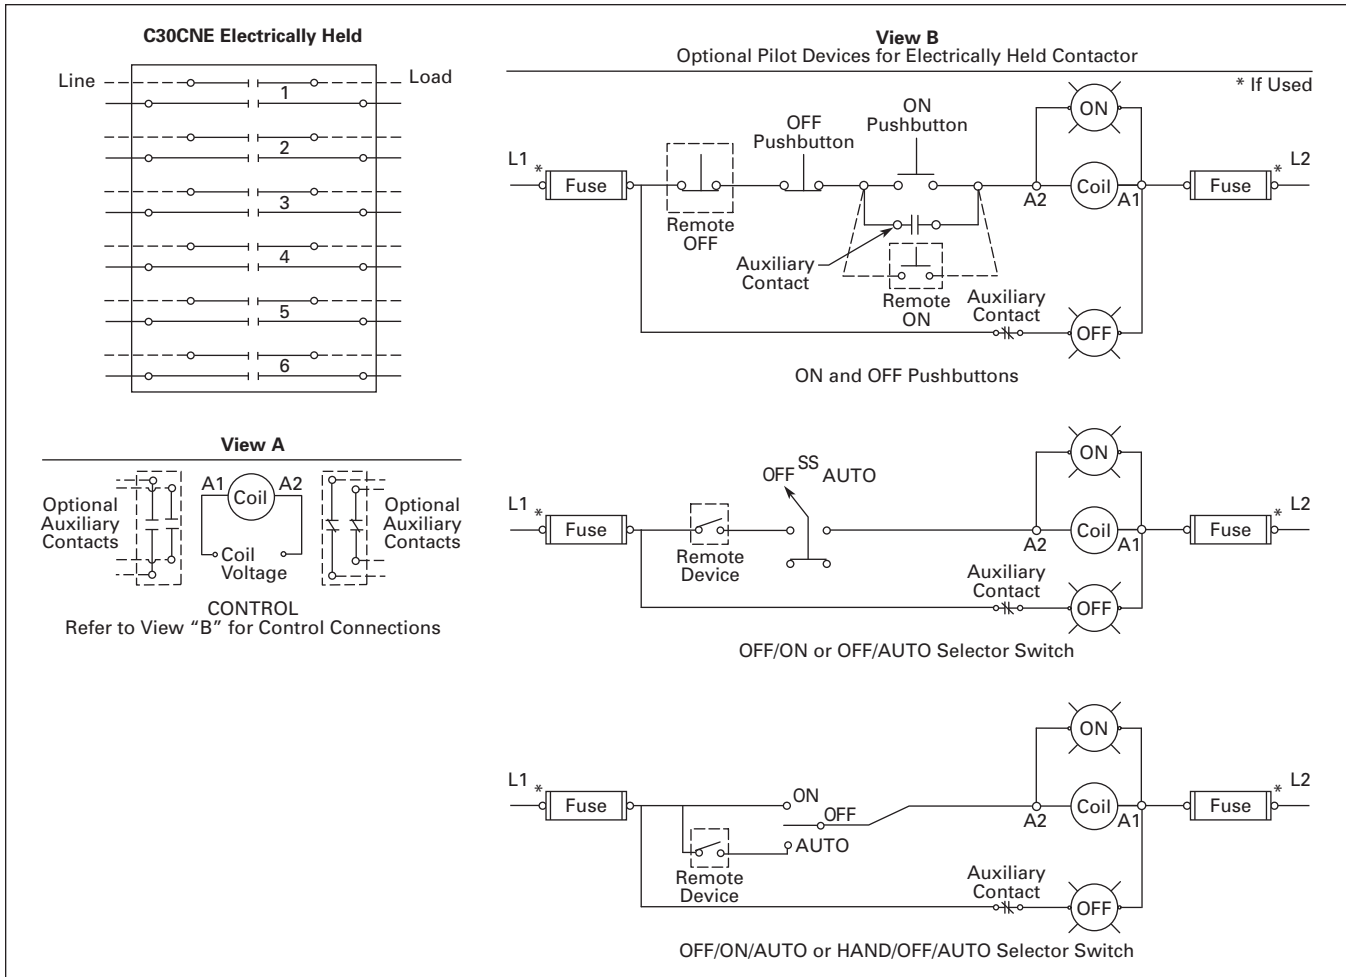 C30CNE Electrically Held
Line
Load
1
2
3
4
5
6
View A
Optional
Auxiliary
Contacts
A1
Coil
A2
Coil
Voltage
Optional
Auxiliary
Contacts
CONTROL
Refer to View “B” for Control Connections
View B
Optional Pilot Devices for Electrically Held Contactor
* If Used
L1
*
Fuse
Remote
OFF
OFF
Pushbutton
ON
Pushbutton
Auxiliary
Contact
Remote
ON
ON
A2
Coil
A1
Fuse
*
L2
Auxiliary
Contact
OFF
ON and OFF Pushbuttons
L1
*
Fuse
Remote
Device
OFF
SS
AUTO
ON
A2
Coil
A1
Fuse
*
L2
Auxiliary
Contact
OFF
OFF/ON or OFF/AUTO Selector Switch
L1
*
Fuse
Remote
Device
ON
OFF
AUTO
ON
A2
Coil
A1
Fuse
*
L2
Auxiliary
Contact
OFF
OFF/ON/AUTO or HAND/OFF/AUTO Selector Switch